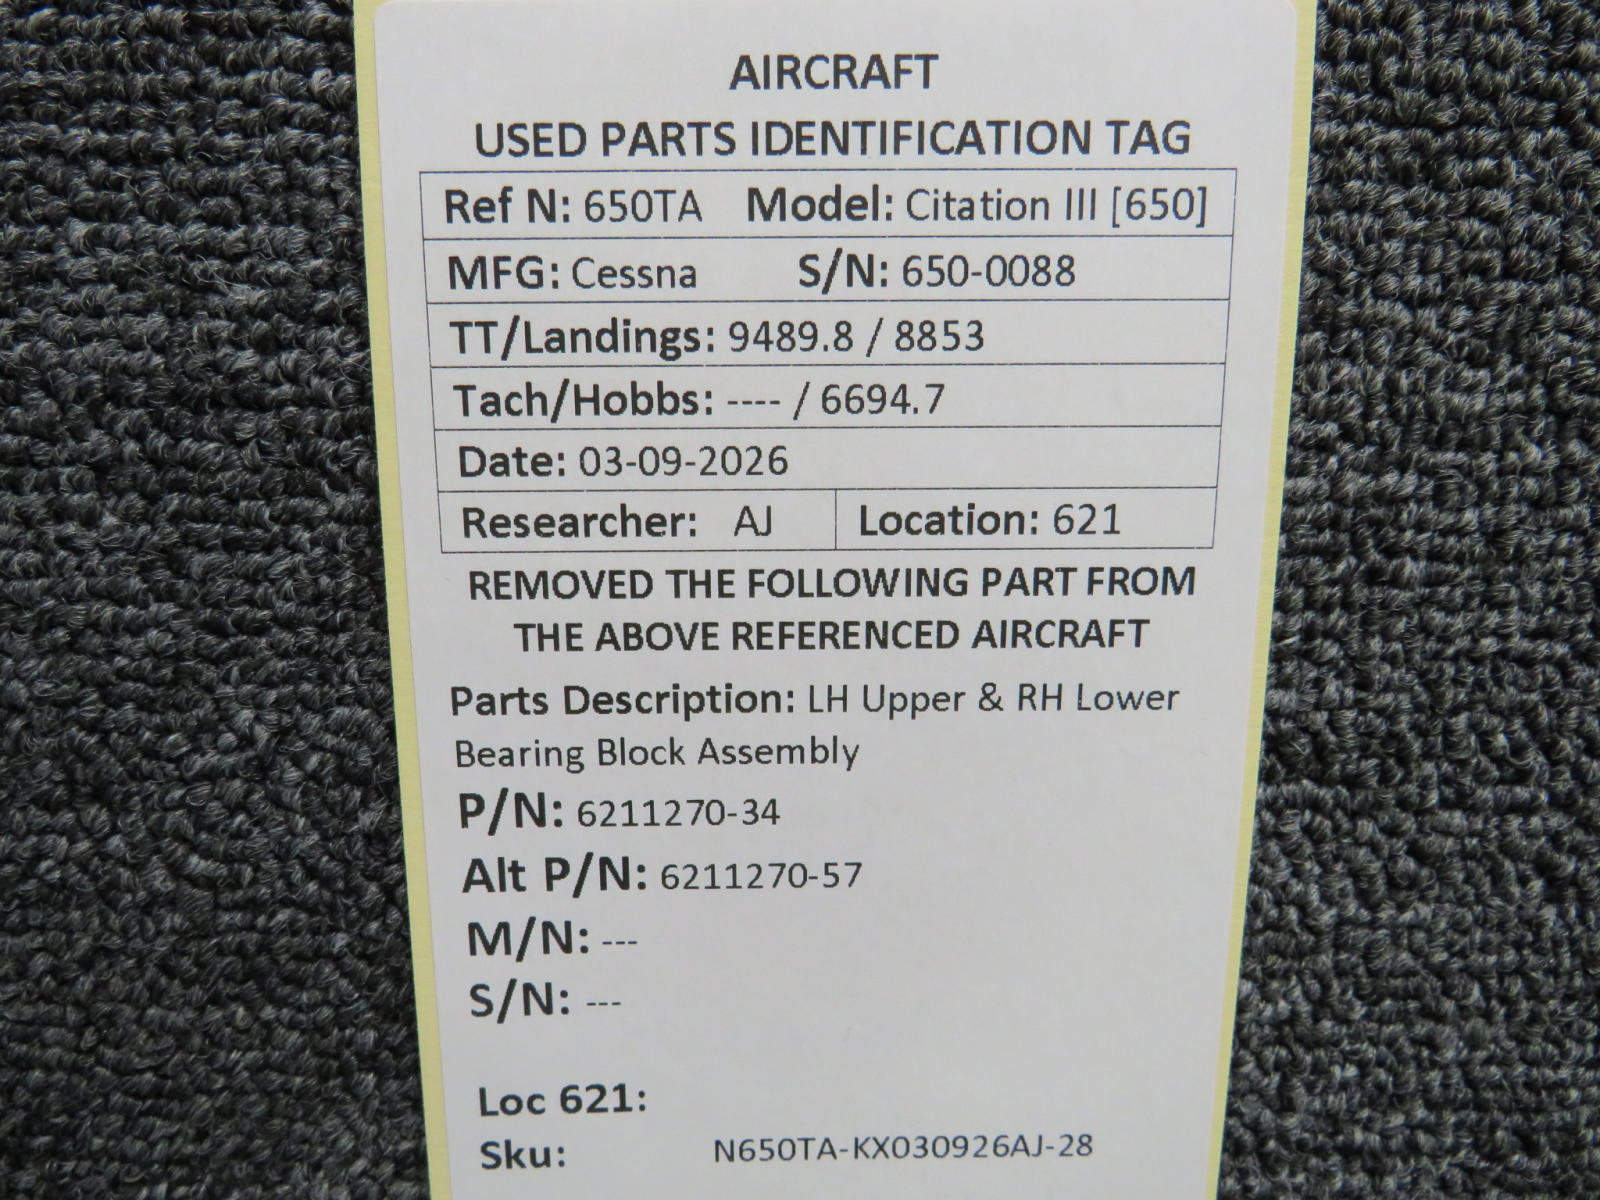 AIRCRAFT
USED PARTS IDENTIFICATION TAG
Ref N: 650TA Model: Citation III [650]
MFG: Cessna S/N: 650-0088
TT/Landings: 9489.8 / 8853
Tach/Hobbs: ---- / 6694.7
Date: 03-09-2026
Researcher: AJ Location: 621
REMOVED THE FOLLOWING PART FROM
THE ABOVE REFERENCED AIRCRAFT
Parts Description: LH Upper & RH Lower
Bearing Block Assembly
P/N: 6211270-34
Alt P/N: 6211270-57
M/N: ---
S/N: ---
Loc 621:
Sku: N650TA-KX030926AJ-28